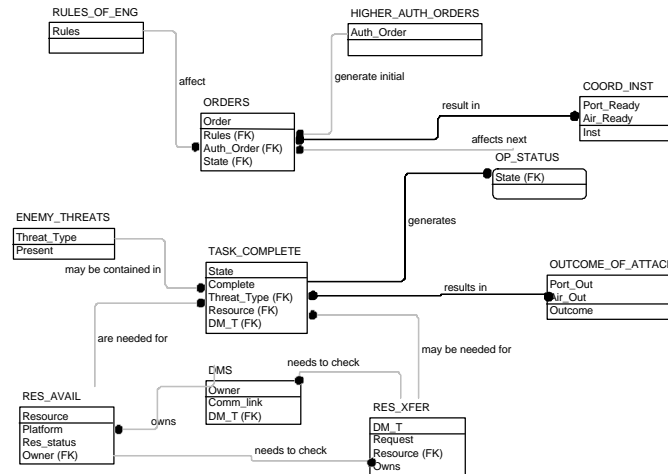 RULES_OF_ENG
Rules
HIGHER_AUTH_ORDERS
Auth_Order
affect
generate initial
ORDERS
Order
Rules (FK)
Auth_Order (FK)
State (FK)
result in
COORD_INST
Port_Ready
Air_Ready
Inst
affects next
OP_STATUS
State (FK)
generates
ENEMY_THREATS
Threat_Type
Present
may be contained in
TASK_COMPLETE
State
Complete
Threat_Type (FK)
Resource (FK)
DM_T (FK)
results in
OUTCOME_OF_ATTACK
Port_Out
Air_Out
Outcome
are needed for
may be needed for
DMS
Owner
Comm_link
DM_T (FK)
needs to check
RES_AVAIL
Resource
Platform
Res_status
Owner (FK)
owns
needs to check
RES_XFER
DM_T
Request
Resource (FK)
Owns